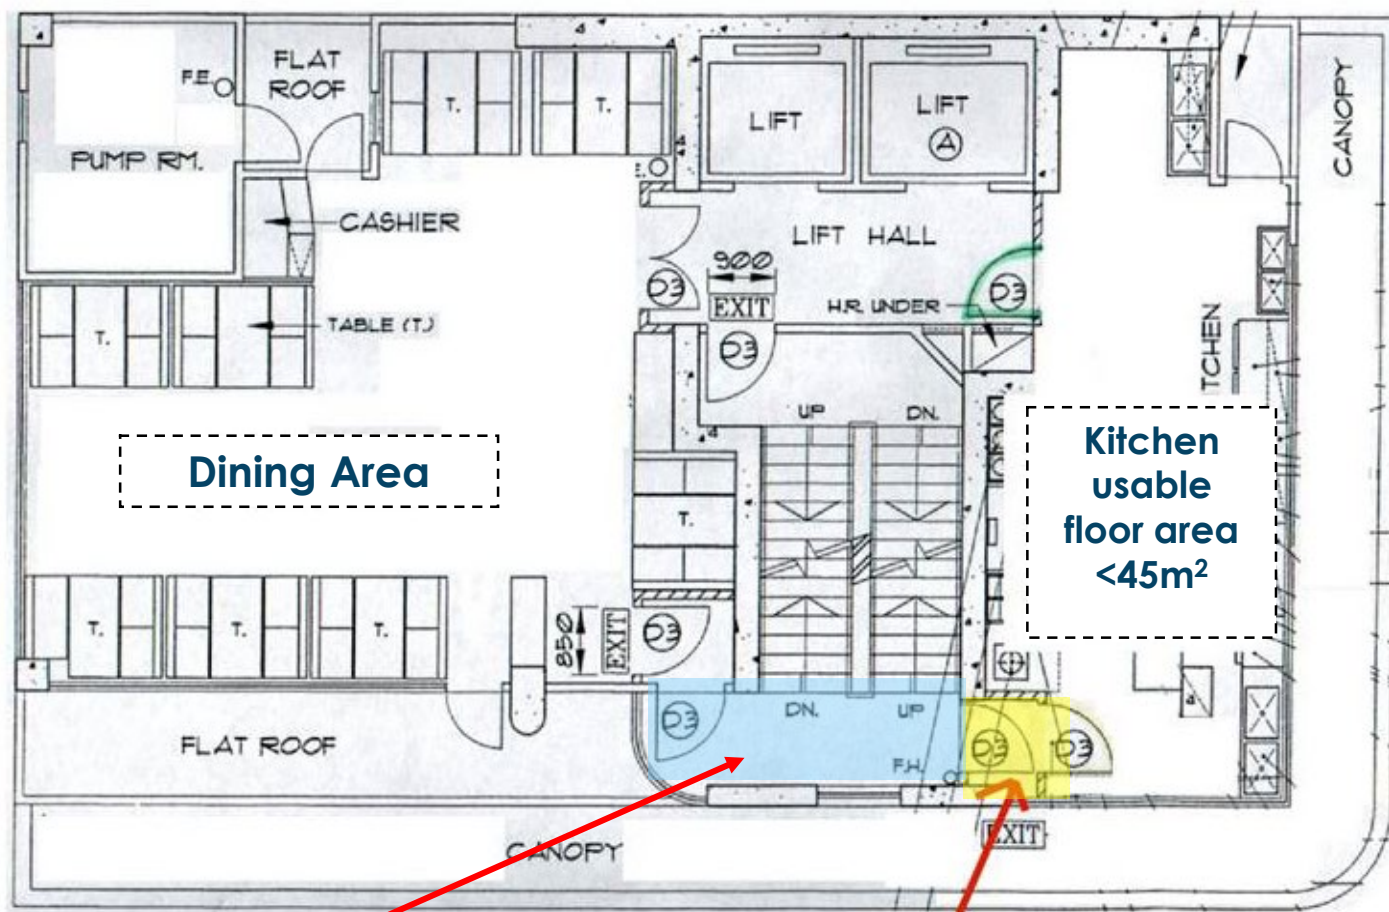 F.E.
FLAT
ROOF
T.
T.
LIFT
LIFT
A
CANOPY
PUMP RM.
CASHIER
LIFT HALL
900
EXIT
D3
D3
H.R. UNDER
D3
TABLE (T.)
T.
KITCHEN
UP
DN.
Dining Area
Kitchen
usable
floor area
<45m²
T.
T.
T.
T.
850
EXIT
D3
D3
DN.
UP
D3
D3
FLAT ROOF
F.H.
EXIT
CANOPY